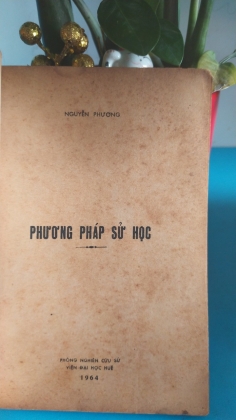 NGUYỄN PHƯƠNG
PHƯƠNG PHÁP SỬ HỌC
PHÒNG NGHIÊN CỨU SỬ
VIỆN ĐẠI HỌC HUẾ
1964